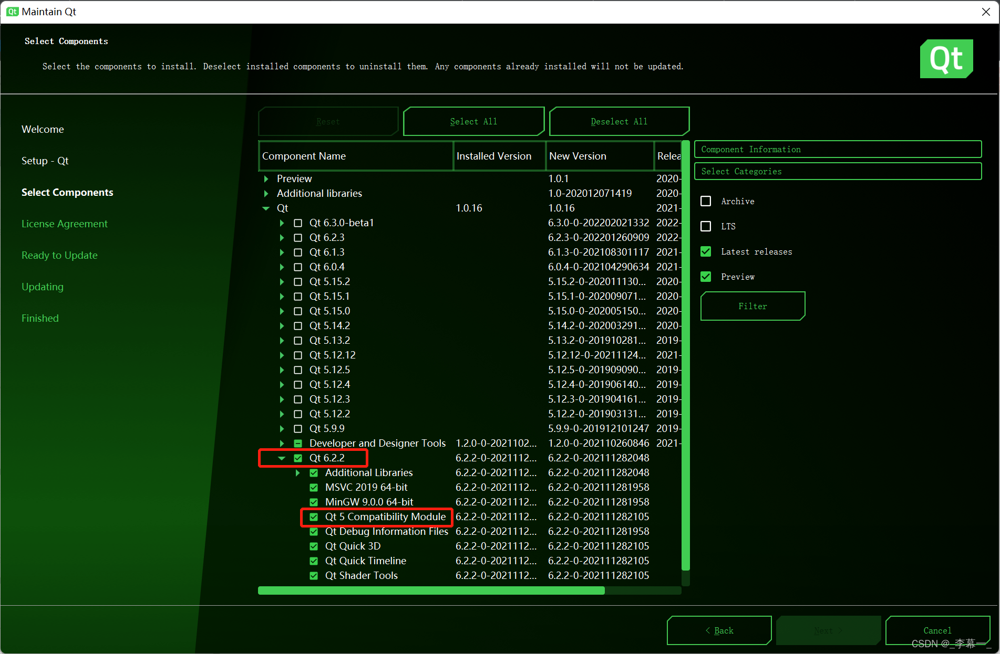 Qt Maintain Qt
Select Components
Select the components to install. Deselect installed components to uninstall them. Any components already installed will not be updated.
Qt
Welcome
Setup - Qt
Select Components
License Agreement
Ready to Update
Updating
Finished
Reset Select All Deselect All
Component Name Installed Version New Version Relea
Preview 1.0.1 2020-
Additional libraries 1.0-202012071419 2020-
Qt 1.0.16 1.0.16 2021-
Qt 6.3.0-beta1 6.3.0-0-202202021332 2022-
Qt 6.2.3 6.2.3-0-202201260909 2022-
Qt 6.1.3 6.1.3-0-202108301117 2021-
Qt 6.0.4 6.0.4-0-202104290634 2021-
Qt 5.15.2 5.15.2-0-202011130... 2020-
Qt 5.15.1 5.15.1-0-202009071... 2020-
Qt 5.15.0 5.15.0-0-202005150... 2020-
Qt 5.14.2 5.14.2-0-202003291... 2020-
Qt 5.13.2 5.13.2-0-201910281... 2019-
Qt 5.12.12 5.12.12-0-20211124... 2021-
Qt 5.12.5 5.12.5-0-201909090... 2019-
Qt 5.12.4 5.12.4-0-201906140... 2019-
Qt 5.12.3 5.12.3-0-201904161... 2019-
Qt 5.12.2 5.12.2-0-201903131... 2019-
Qt 5.9.9 5.9.9-0-201912101247 2019-
Developer and Designer Tools 1.2.0-0-2021102... 1.2.0-0-202110260846 2021-
Qt 6.2.2 6.2.2-0-2021112... 6.2.2-0-202111282048
Additional Libraries 6.2.2-0-2021112... 6.2.2-0-202111282048
MSVC 2019 64-bit 6.2.2-0-2021112... 6.2.2-0-202111281958
MinGW 9.0.0 64-bit 6.2.2-0-2021112... 6.2.2-0-202111281958
Qt 5 Compatibility Module 6.2.2-0-2021112... 6.2.2-0-202111282105
Qt Debug Information Files 6.2.2-0-2021112... 6.2.2-0-202111281958
Qt Quick 3D 6.2.2-0-2021112... 6.2.2-0-202111282105
Qt Quick Timeline 6.2.2-0-2021112... 6.2.2-0-202111282105
Qt Shader Tools 6.2.2-0-2021112... 6.2.2-0-202111282105
Component Information
Select Categories
Archive
LTS
Latest releases
Preview
Filter
< Back Next > Cancel
CSDN @_李幕一_